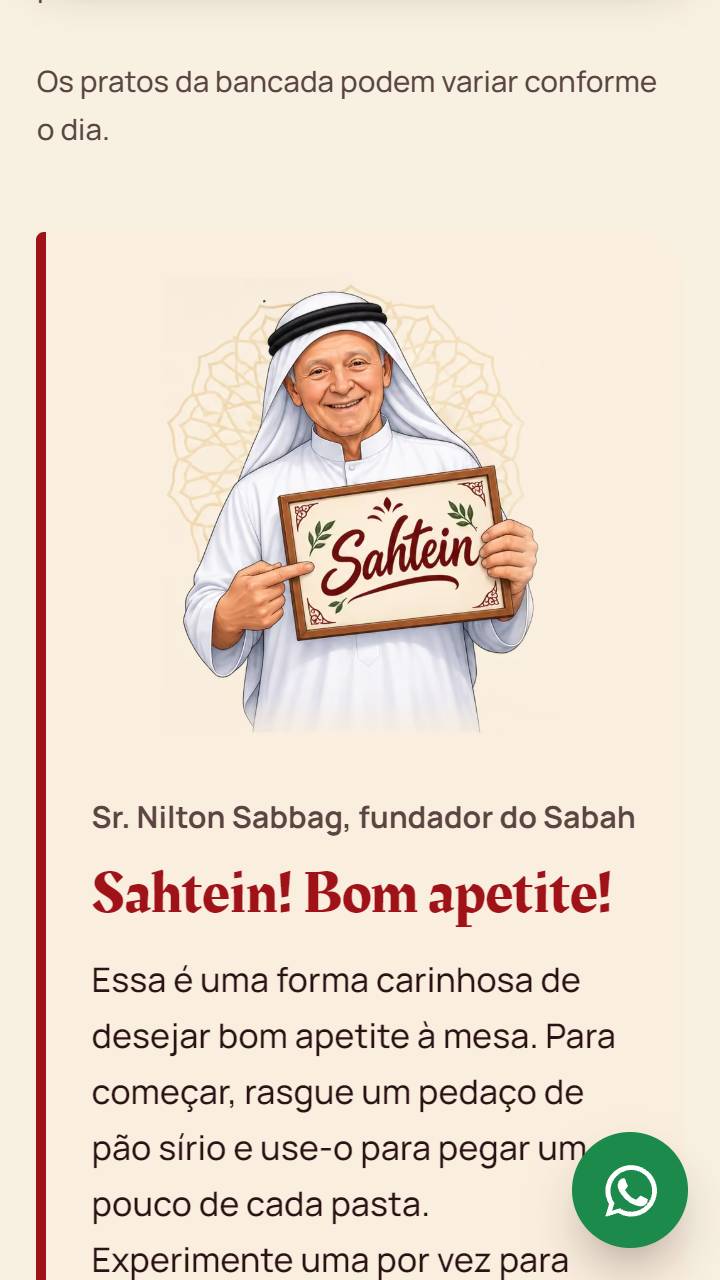 Os pratos da bancada podem variar conforme
o dia.
Sahtein
Sr. Nilton Sabbag, fundador do Sabah
Sahtein! Bom apetite!
Essa é uma forma carinhosa de
desejar bom apetite à mesa. Para
começar, rasgue um pedaço de
pão sírio e use-o para pegar um
pouco de cada pasta.
Experimente uma por vez para